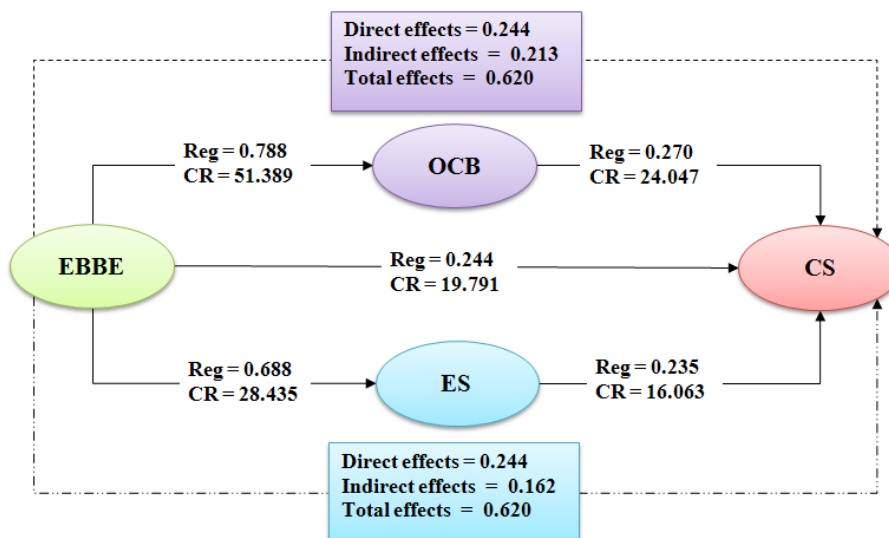 Direct effects = 0.244
Indirect effects = 0.213
Total effects = 0.620
Reg = 0.788
CR = 51.389
OCB
Reg = 0.270
CR = 24.047
EBBE
Reg = 0.244
CR = 19.791
CS
Reg = 0.688
CR = 28.435
ES
Reg = 0.235
CR = 16.063
Direct effects = 0.244
Indirect effects = 0.162
Total effects = 0.620